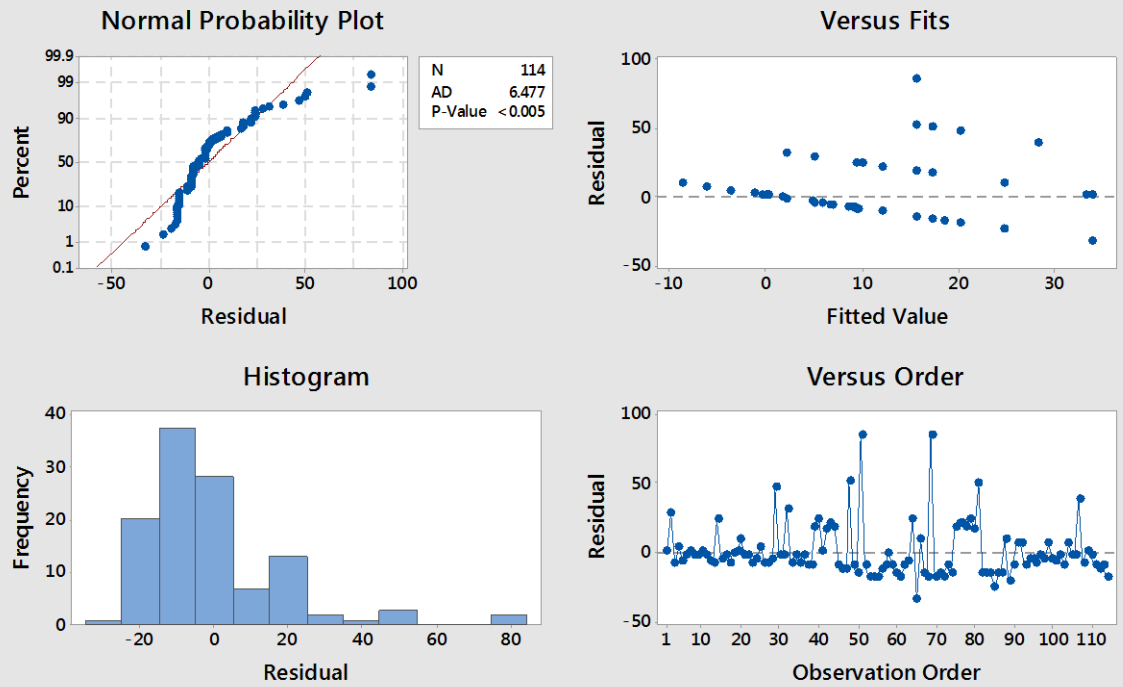 Normal Probability Plot
99.9
99
90
50
10
1
0.1
Percent
-50 0 50 100
Residual
N 114
AD 6.477
P-Value <0.005
Versus Fits
100
50
0
-50
Residual
-10 0 10 20 30
Fitted Value
Histogram
40
30
20
10
0
Frequency
-20 0 20 40 60 80
Residual
Versus Order
100
50
0
-50
Residual
1 10 20 30 40 50 60 70 80 90 100 110
Observation Order